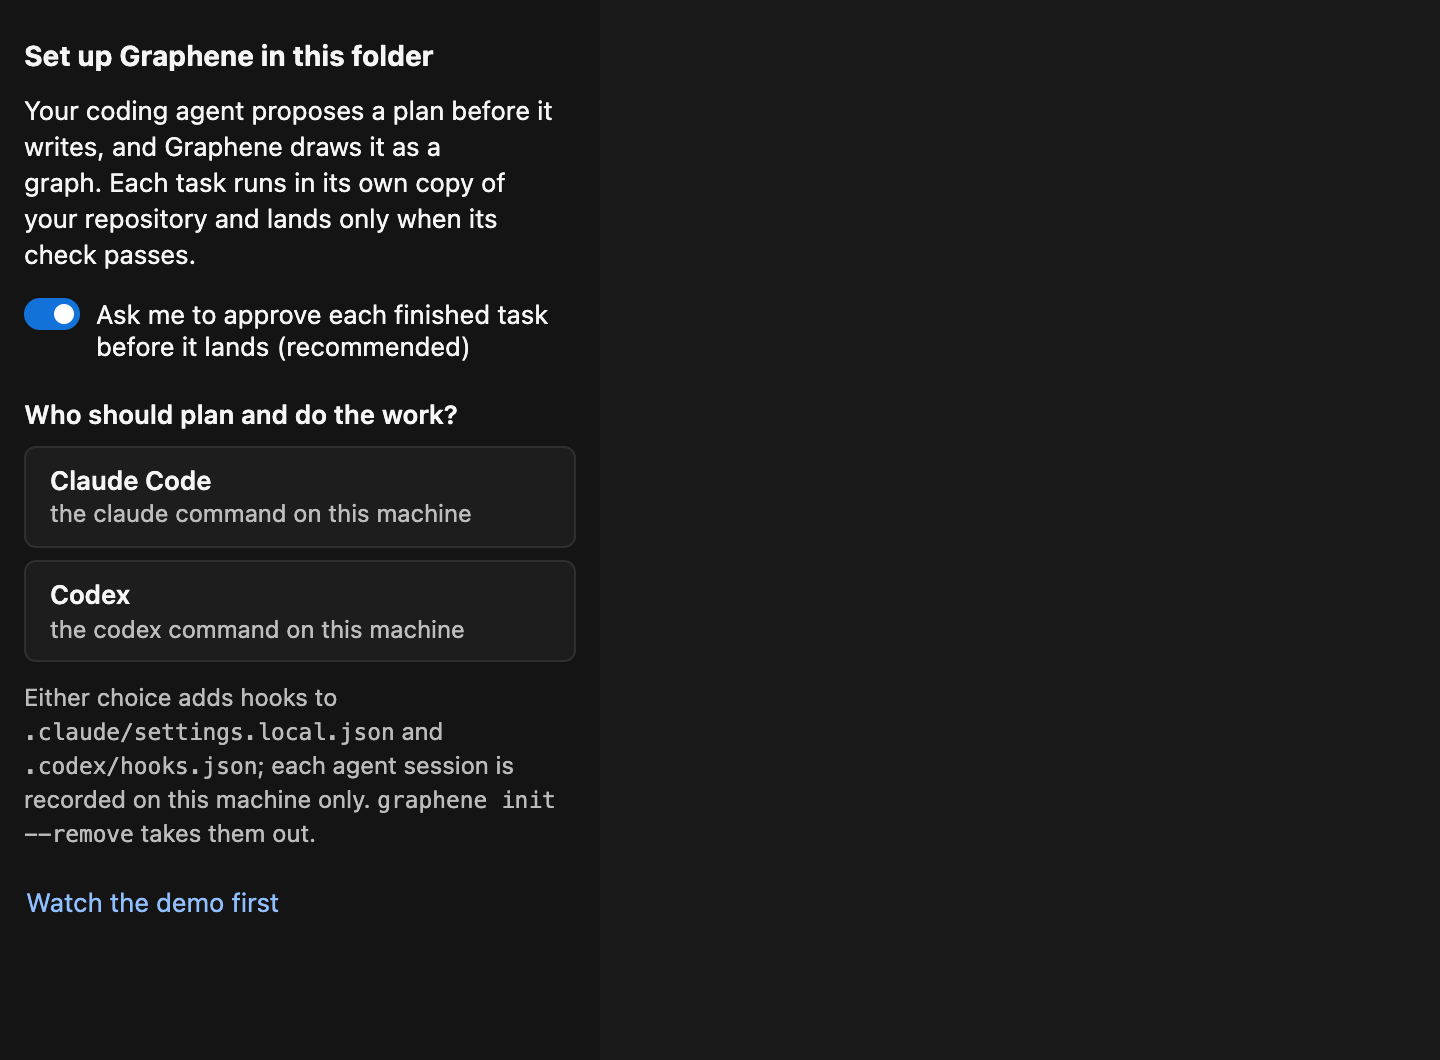 Set up Graphene in this folder
Your coding agent proposes a plan before it
writes, and Graphene draws it as a
graph. Each task runs in its own copy of
your repository and lands only when its
check passes.
Ask me to approve each finished task
before it lands (recommended)
Who should plan and do the work?
Claude Code
the claude command on this machine
Codex
the codex command on this machine
Either choice adds hooks to
.claude/settings.local.json and
.codex/hooks.json; each agent session is
recorded on this machine only. graphene init
--remove takes them out.
Watch the demo first